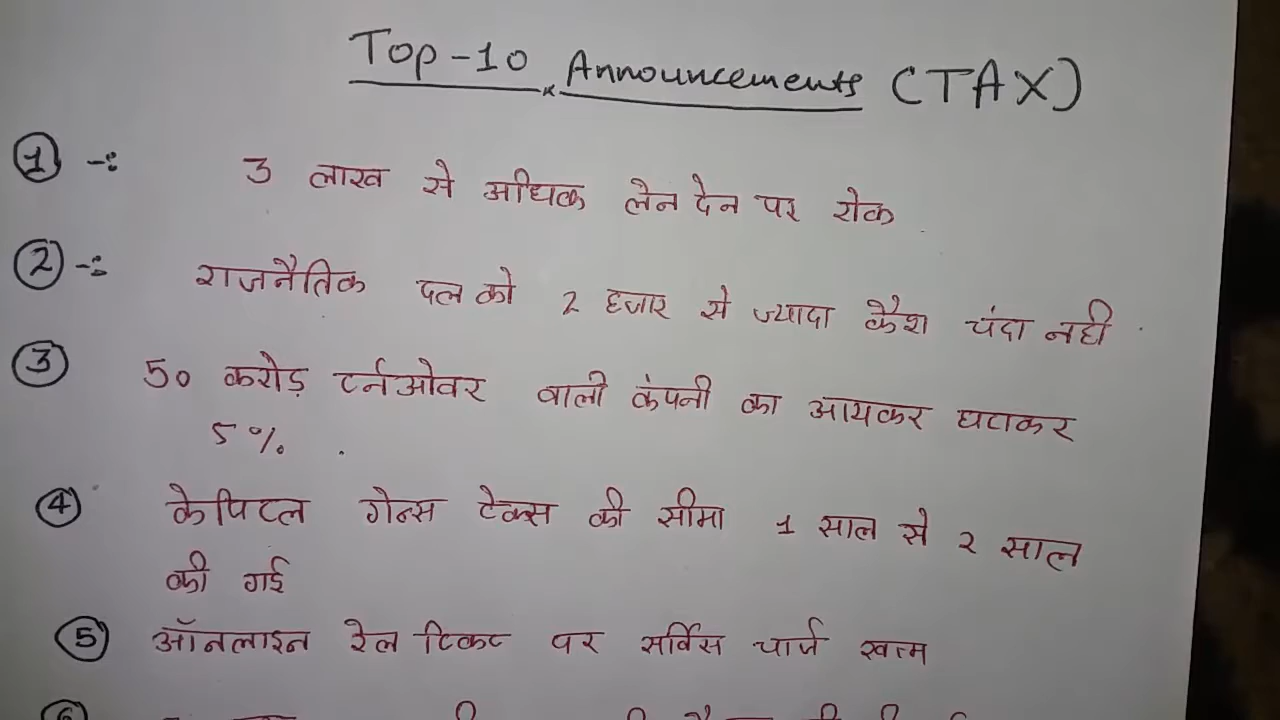 Top-10 Announcements (TAX)
① -: 3 लाख से अधिक लेन देन पर रोक
② -: राजनैतिक दल को 2 हजार से ज्यादा कैश चंदा नही
③ 50 करोड़ टर्नओवर वाली कंपनी का आयकर घटाकर
5%.
④ केपिटल गेन्स टेक्स की सीमा 1 साल से 2 साल
की गई
⑤ ऑनलाइन रेल टिकट पर सर्विस चार्ज खत्म
⑥